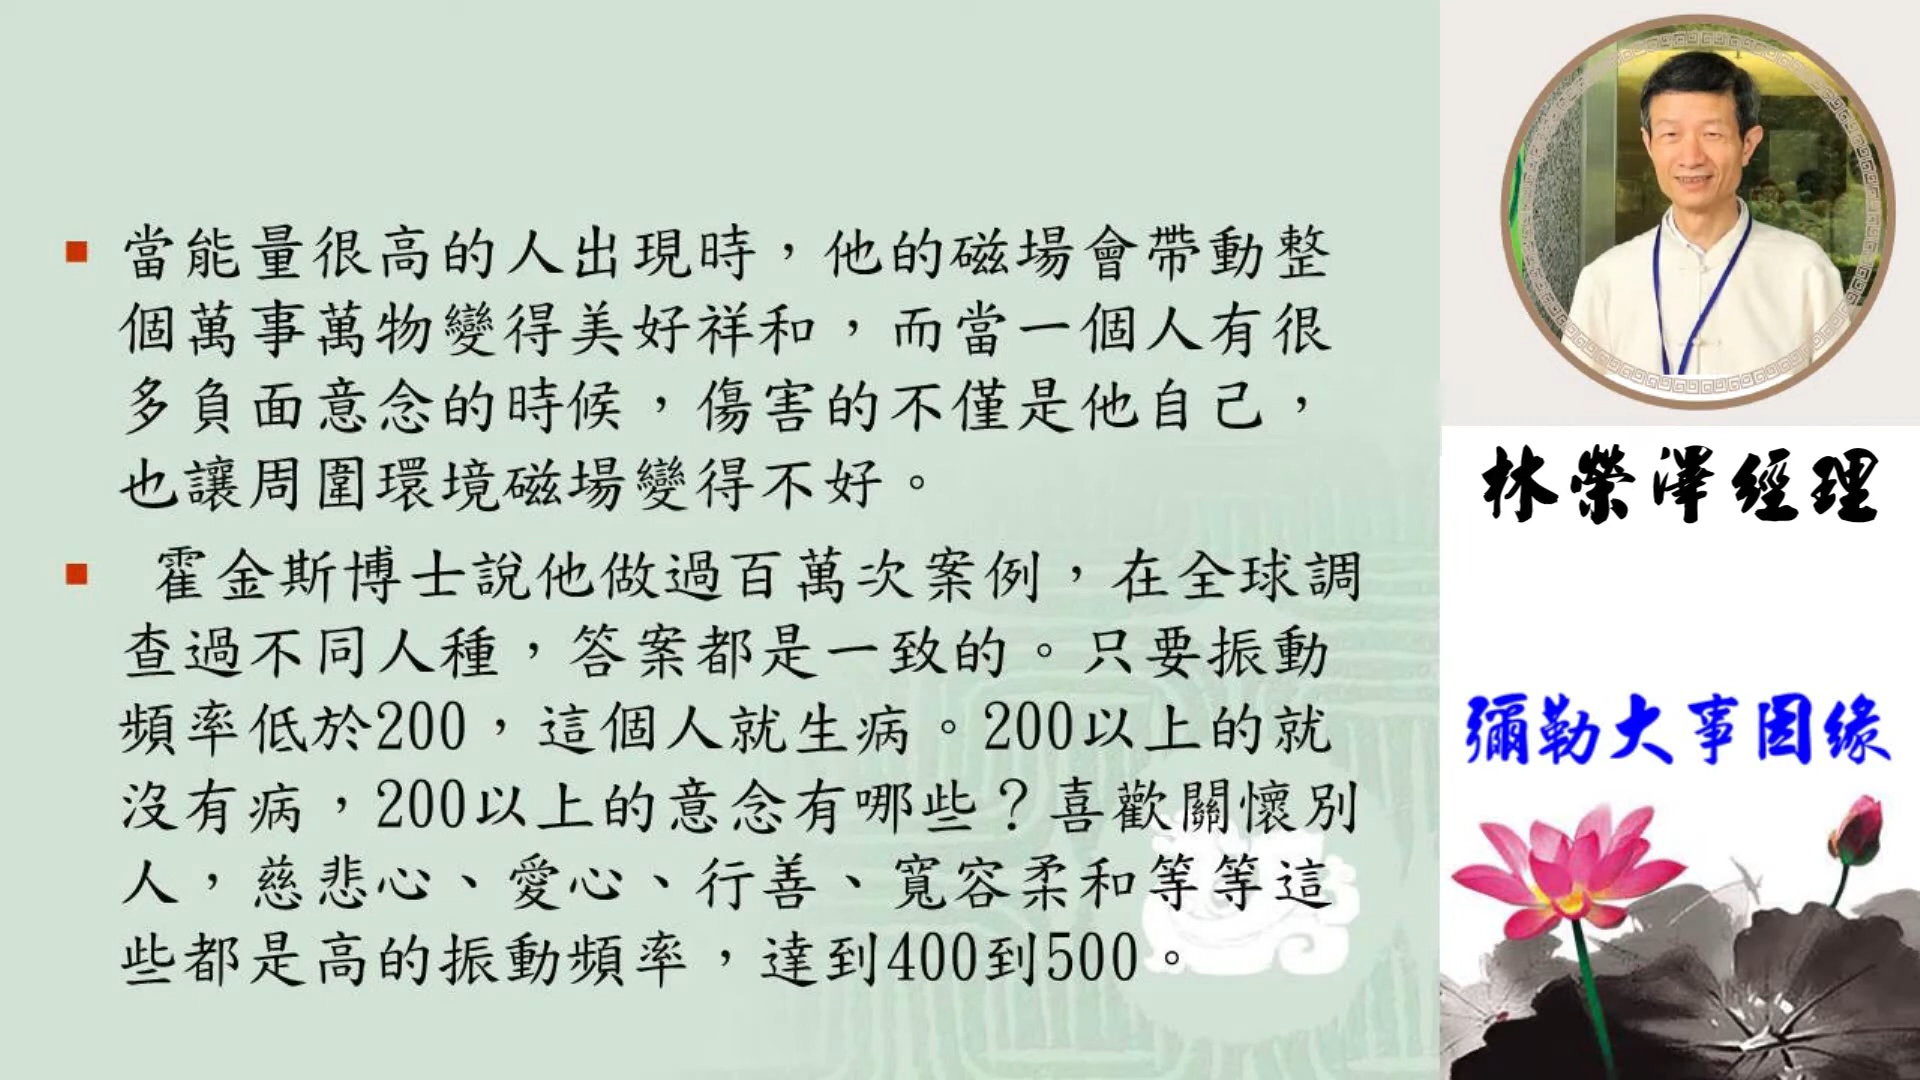 當能量很高的人出現時，他的磁場會帶動整
個萬事萬物變得美好祥和，而當一個人有很
多負面意念的時候，傷害的不僅是他自己，
也讓周圍環境磁場變得不好。
霍金斯博士說他做過百萬次案例，在全球調
查過不同人種，答案都是一致的。只要振動
頻率低於200，這個人就生病。200以上的就
沒有病，200以上的意念有哪些？喜歡關懷別
人，慈悲心、愛心、行善、寬容柔和等等這
些都是高的振動頻率，達到400到500。
林榮澤經理
彌勒大事因緣